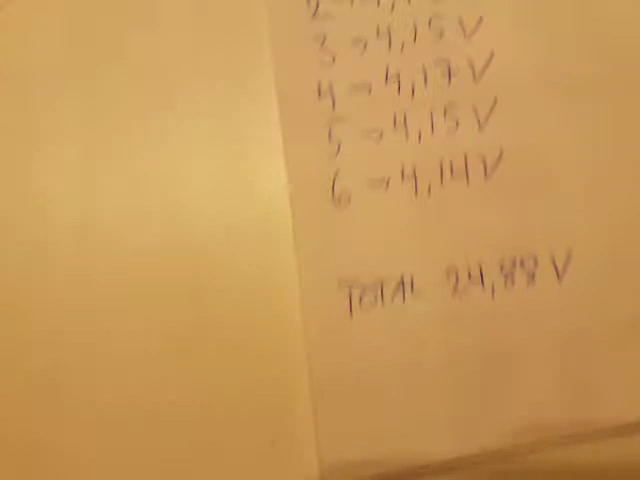 3 → 4,15 V
4 → 4,17 V
5 → 4,15 V
6 → 4,14 V
TOTAL 24,88 V